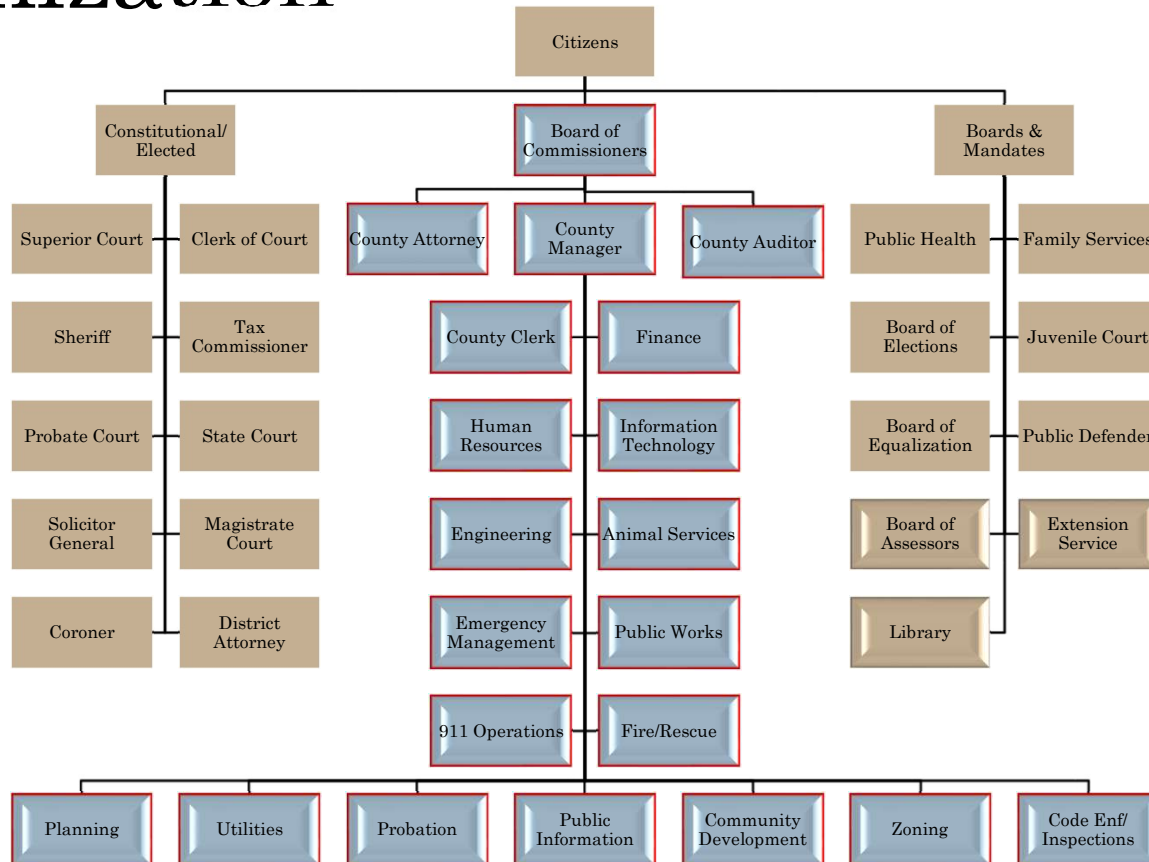 Citizens
Constitutional/
Elected
Board of
Commissioners
Boards &
Mandates
County Attorney
County
Manager
County Auditor
Superior Court
Clerk of Court
Public Health
Family Services
Sheriff
Tax
Commissioner
County Clerk
Finance
Board of
Elections
Juvenile Court
Probate Court
State Court
Human
Resources
Information
Technology
Board of
Equalization
Public Defender
Solicitor
General
Magistrate
Court
Engineering
Animal Services
Board of
Assessors
Extension
Service
Coroner
District
Attorney
Emergency
Management
Public Works
Library
911 Operations
Fire/Rescue
Planning
Utilities
Probation
Public
Information
Community
Development
Zoning
Code Enf/
Inspections